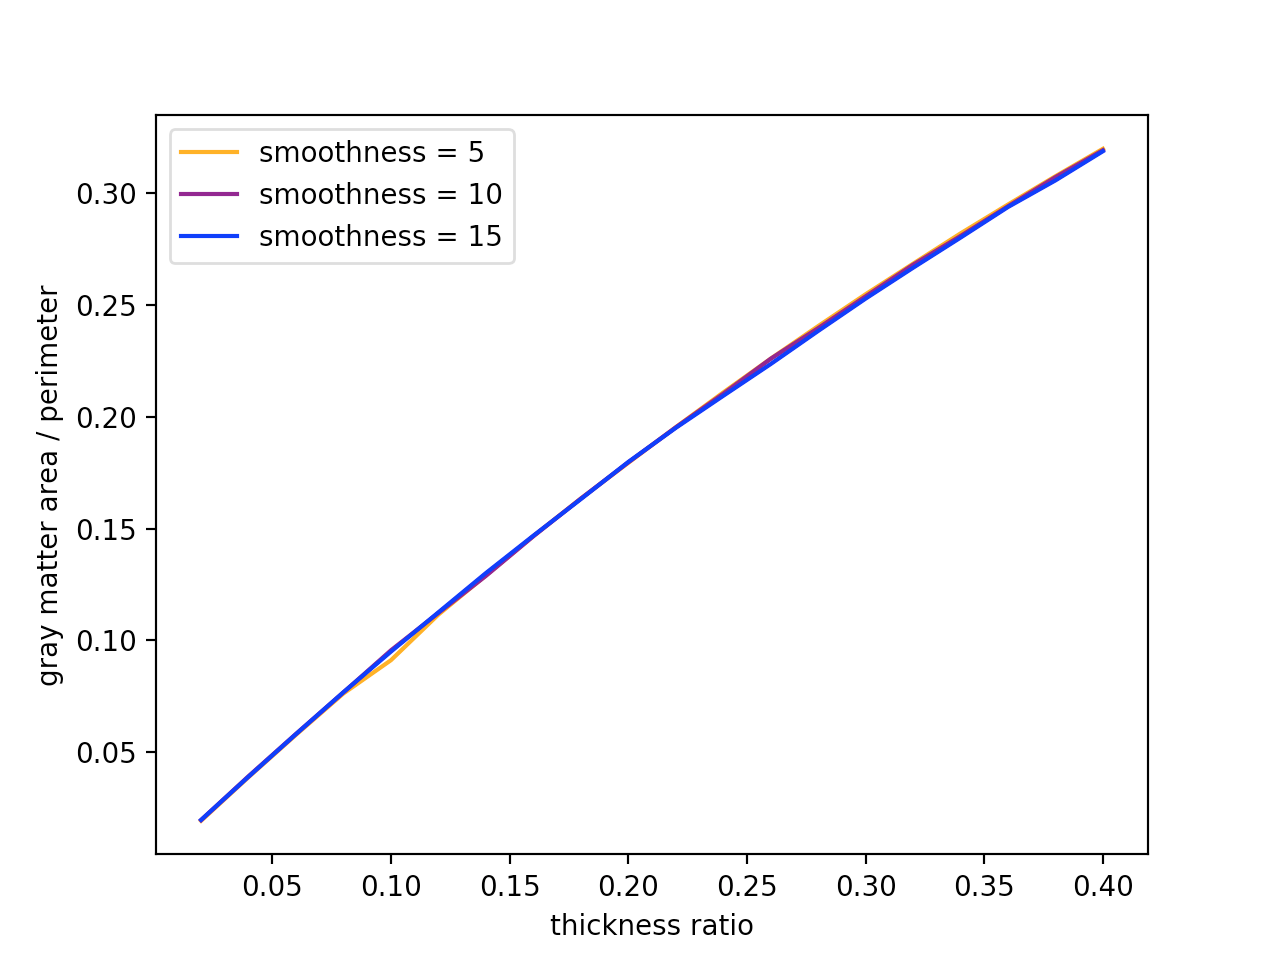 smoothness = 5
smoothness = 10
smoothness = 15
gray matter area / perimeter
0.30
0.25
0.20
0.15
0.10
0.05
0.05 0.10 0.15 0.20 0.25 0.30 0.35 0.40
thickness ratio